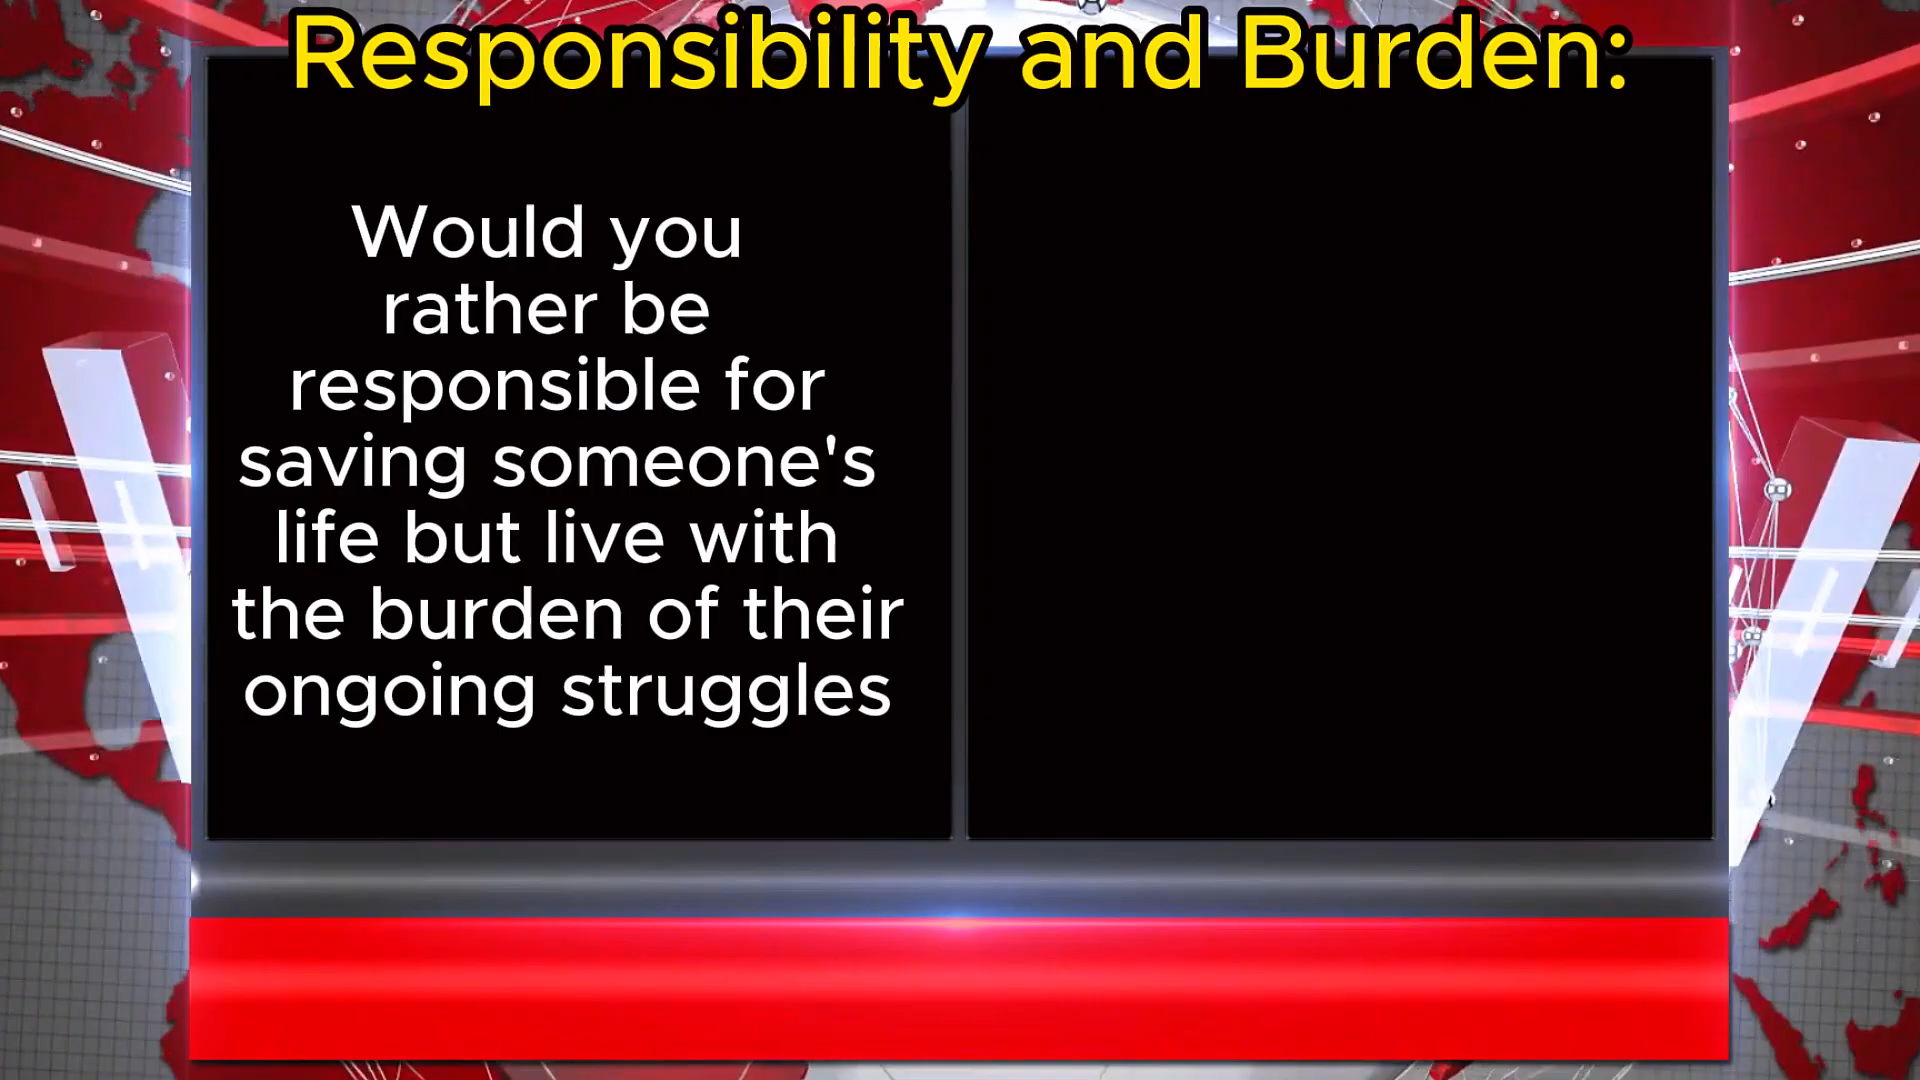 Responsibility and Burden:
Would you
rather be
responsible for
saving someone's
life but live with
the burden of their
ongoing struggles